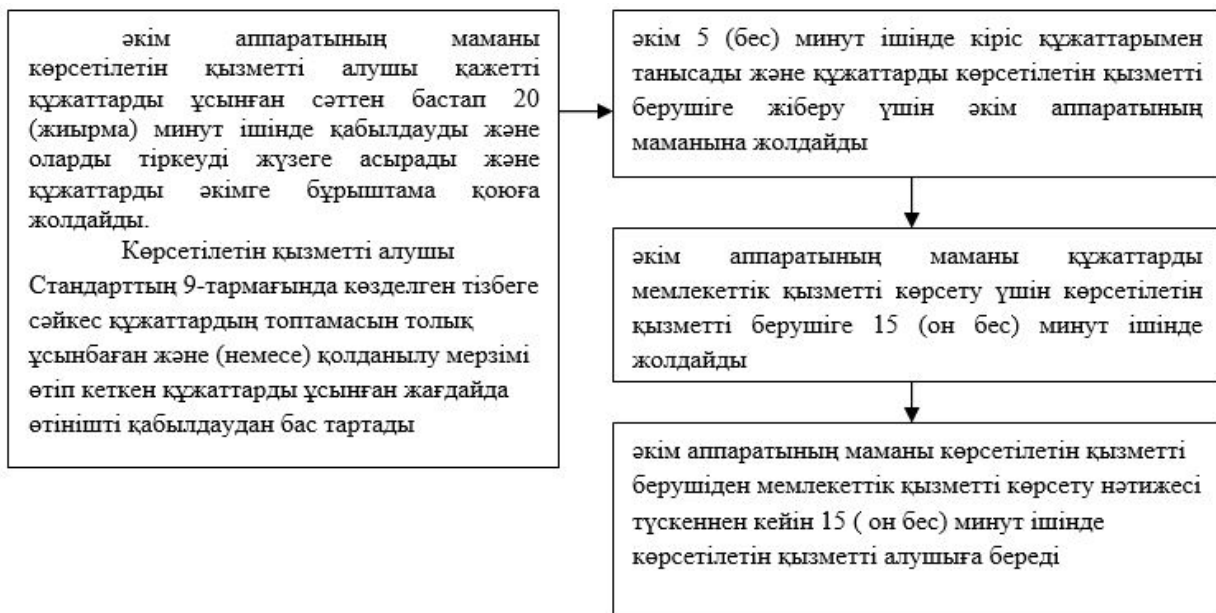 әкім аппаратының маманы
көрсетілетін қызметті алушы қажетті
құжаттарды ұсынған сәттен бастап 20
(жиырма) минут ішінде қабылдауды және
оларды тіркеуді жүзеге асырады және
құжаттарды әкімге бұрыштама қоюға
жолдайды.
Көрсетілетін қызметті алушы
Стандарттың 9-тармағында көзделген тізбеге
сәйкес құжаттардың топтамасын толық
ұсынбаған және (немесе) қолданылу мерзімі
өтіп кеткен құжаттарды ұсынған жағдайда
өтінішті қабылдаудан бас тартады
әкім 5 (бес) минут ішінде кіріс құжаттарымен
танысады және құжаттарды көрсетілетін қызметті
берушіге жіберу үшін әкім аппаратының
маманына жолдайды
әкім аппаратының маманы құжаттарды
мемлекеттік қызметті көрсету үшін көрсетілетін
қызметті берушіге 15 (он бес) минут ішінде
жолдайды
әкім аппаратының маманы көрсетілетін қызметті
берушіден мемлекеттік қызметті көрсету нәтижесі
түскеннен кейін 15 ( он бес) минут ішінде
көрсетілетін қызметті алушыға береді